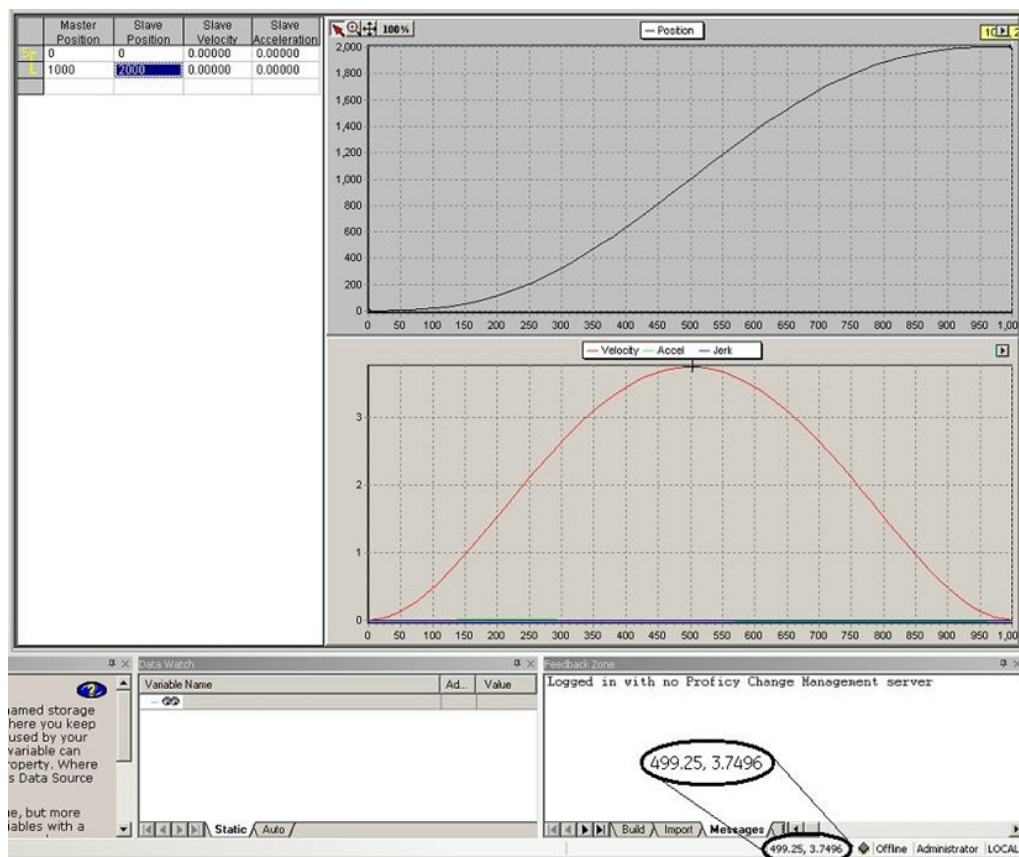 Master Position Slave Position Slave Velocity Slave Acceleration
0 0 0.00000 0.00000
1000 2000 0.00000 0.00000
100%
Position
2,000
1,800
1,600
1,400
1,200
1,000
800
600
400
200
0
0 50 100 150 200 250 300 350 400 450 500 550 600 650 700 750 800 850 900 950 1,00
Velocity Accel Jerk
3
2
1
0
0 50 100 150 200 250 300 350 400 450 500 550 600 650 700 750 800 850 900 950 1,00
Data Watch
Variable Name Ad... Value
Static Auto
Feedback Zone
Logged in with no Proficy Change Management server
499.25, 3.7496
Build Import Messages
499.25, 3.7496 Offline Administrator LOCAL
named storage
here you keep
used by your
variable can
roperty. Where
s Data Source
ue, but more
iables with a